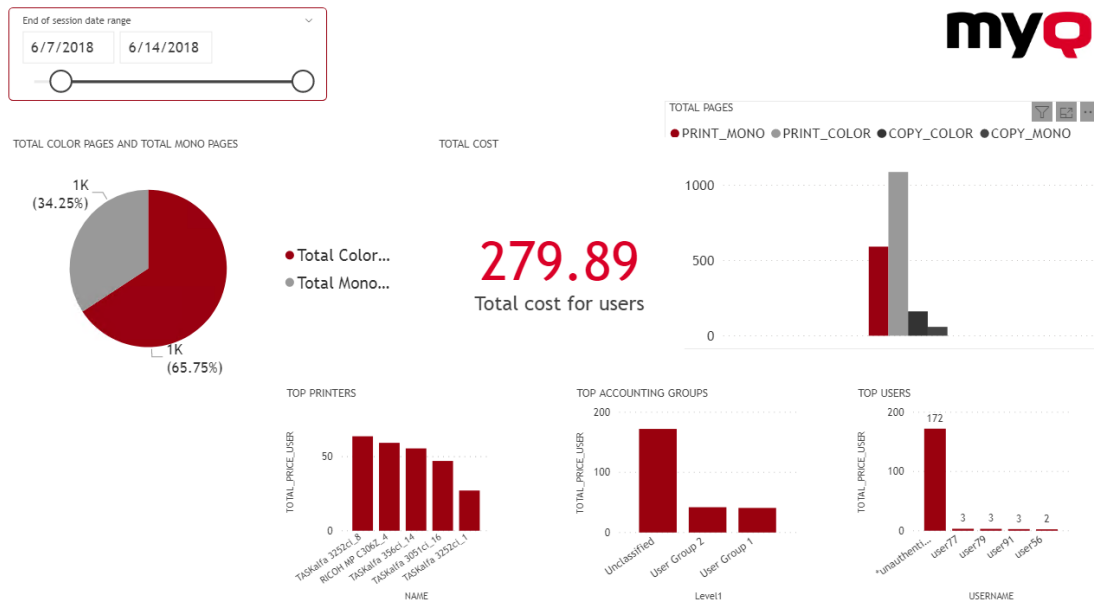 End of session date range
6/7/2018
6/14/2018
myQ
TOTAL COLOR PAGES AND TOTAL MONO PAGES
1K
(34.25%)
1K
(65.75%)
Total Color...
Total Mono...
TOTAL COST
279.89
Total cost for users
TOTAL PAGES
PRINT_MONO PRINT_COLOR COPY_COLOR COPY_MONO
1000
500
0
TOP PRINTERS
TOTAL_PRICE_USER
50
0
TASKalfa 3252ci_8
RICOH MP C306Z_4
TASKalfa 356ci_14
TASKalfa 3051ci_16
TASKalfa 3252ci_1
NAME
TOP ACCOUNTING GROUPS
TOTAL_PRICE_USER
200
100
0
Unclassified
User Group 2
User Group 1
Level1
TOP USERS
TOTAL_PRICE_USER
200
100
0
172
3
3
3
2
*unauthenti...
user77
user79
user91
user56
USERNAME